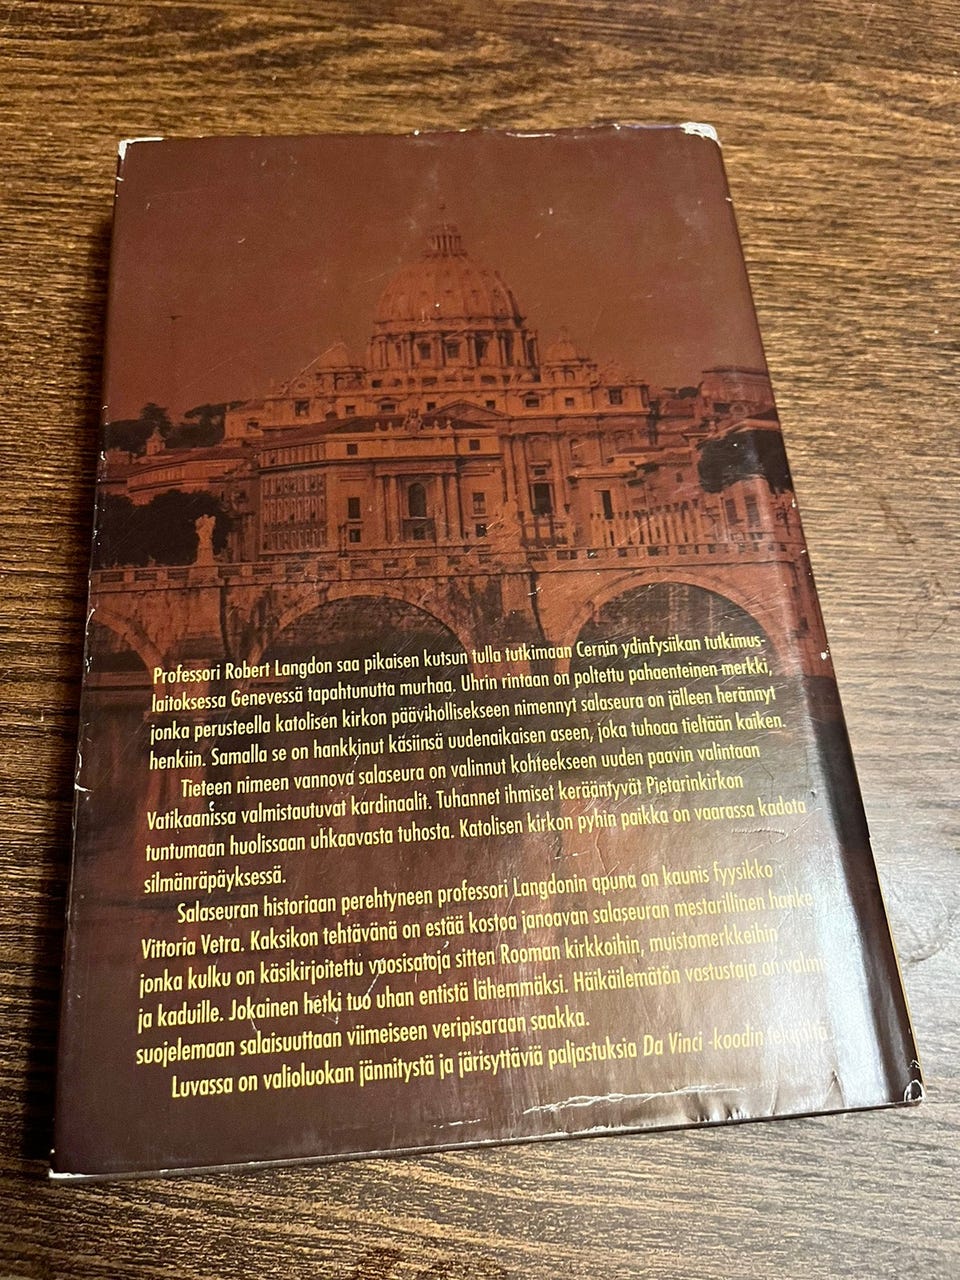 Professori Robert Langdon saa pikaisen kutsun tulla tutkimaan Cernin ydinfysiikan tutkimus-
laitoksessa Genevessä tapahtunutta murhaa. Uhrin rintaan on poltettu pahaenteinen merkki,
jonka perusteella katolisen kirkon päävihollisekseen nimennyt salaseura on jälleen herännyt
henkiin. Samalla se on hankkinut käsiinsä uudenaikaisen aseen, joka tuhoaa tieltään kaiken.
Tieteen nimeen vannova salaseura on valinnut kohteekseen uuden paavin valintaan
Vatikaanissa valmistautuvat kardinaalit. Tuhannet ihmiset kerääntyvät Pietarinkirkon
tuntumaan huolissaan uhkaavasta tuhosta. Katolisen kirkon pyhin paikka on vaarassa kadota
silmänräpäyksessä.
Salaseuran historiaan perehtyneen professori Langdonin apuna on kaunis fyysikko
Vittoria Vetra. Kaksikon tehtävänä on estää kostoa janoavan salaseuran mestarillinen hanke,
jonka kulku on käsikirjoitettu vuosisatoja sitten Rooman kirkkoihin, muistomerkkeihin
ja kaduille. Jokainen hetki tuo uhan entistä lähemmäksi. Häikäilemätön vastustaja on valmis
suojelemaan salaisuuttaan viimeiseen veripisaraan saakka.
Luvassa on valioluokan jännitystä ja järisyttäviä paljastuksia Da Vinci -koodin tekijältä